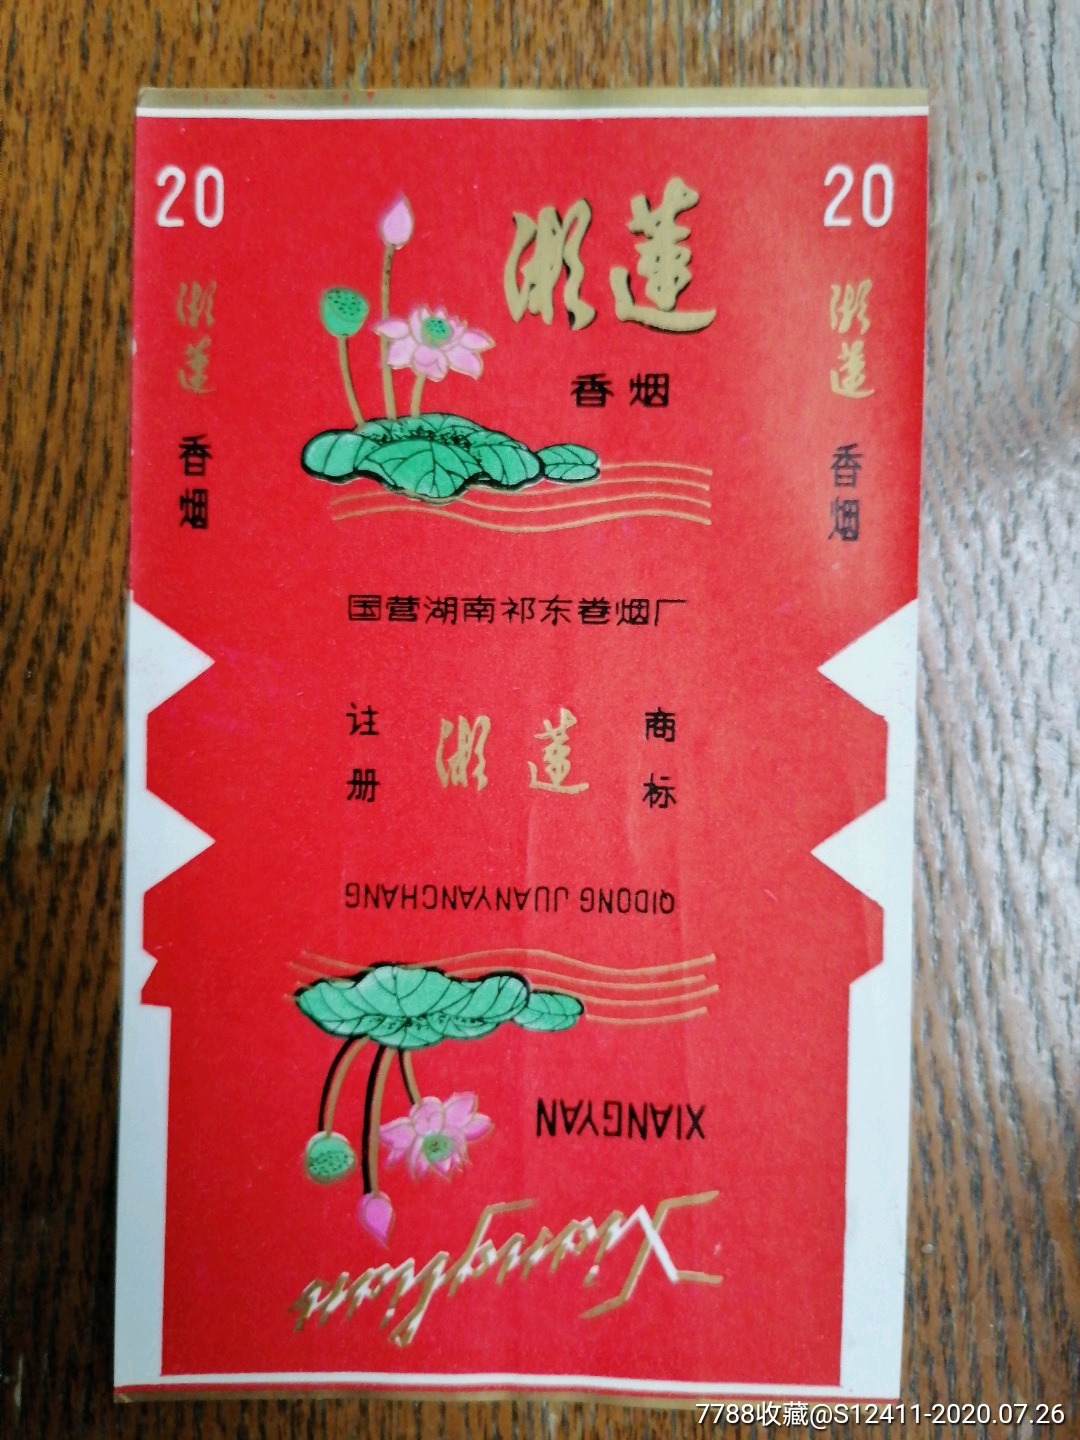 20
湘莲
香烟
20
湘莲
香烟
湘莲
香烟
国营湖南祁东卷烟厂
注册
湘莲
商标
QIDONG JUANYANCHANG
XIANGYAN
Xianglian
7788收藏@S12411-2020.07.26